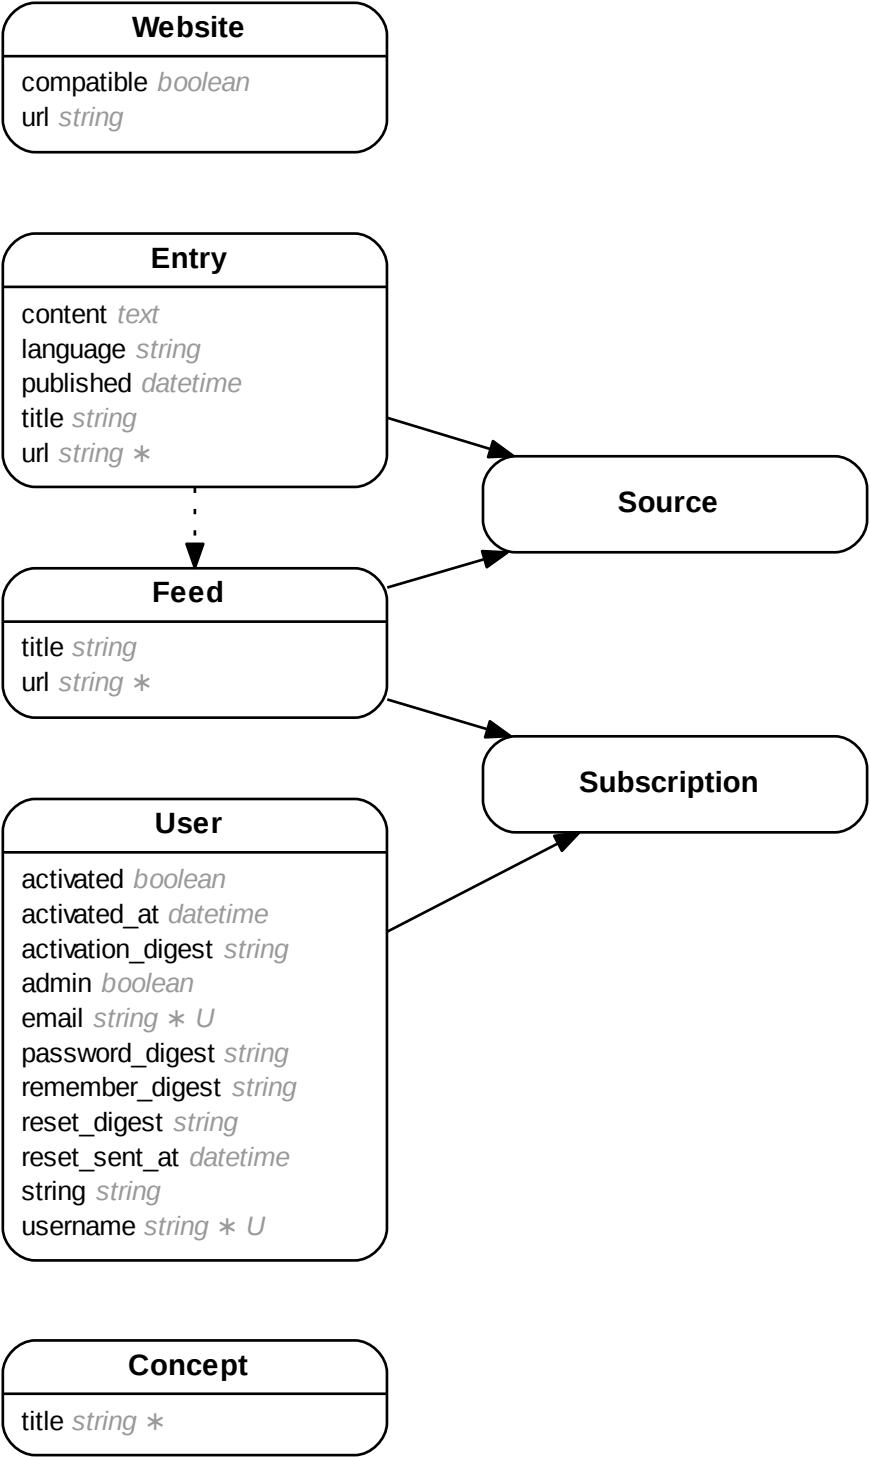 Website
compatible boolean
url string
Entry
content text
language string
published datetime
title string
url string ∗
Source
Feed
title string
url string ∗
Subscription
User
activated boolean
activated_at datetime
activation_digest string
admin boolean
email string ∗ U
password_digest string
remember_digest string
reset_digest string
reset_sent_at datetime
string string
username string ∗ U
Concept
title string ∗